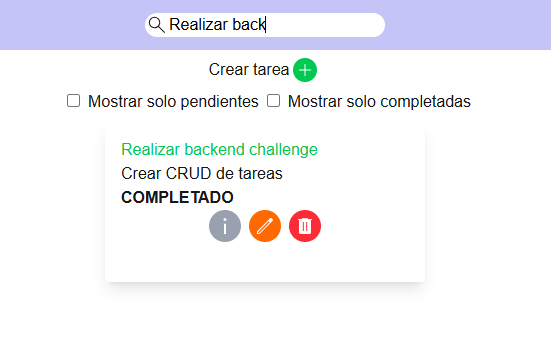 Realizar back
Crear tarea
Mostrar solo pendientes Mostrar solo completadas
Realizar backend challenge
Crear CRUD de tareas
COMPLETADO